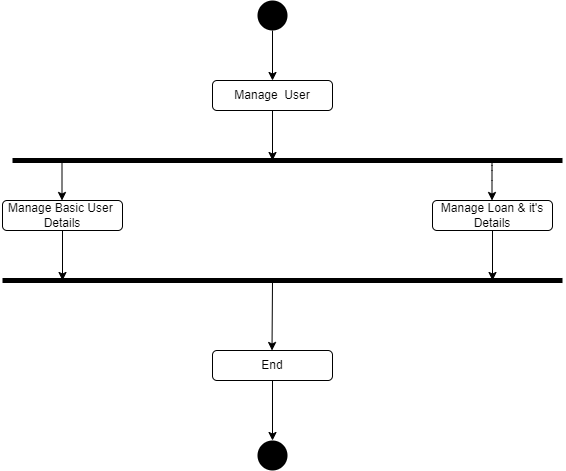 Manage  User
Manage Basic User
Details
Manage Loan & it's
Details
End